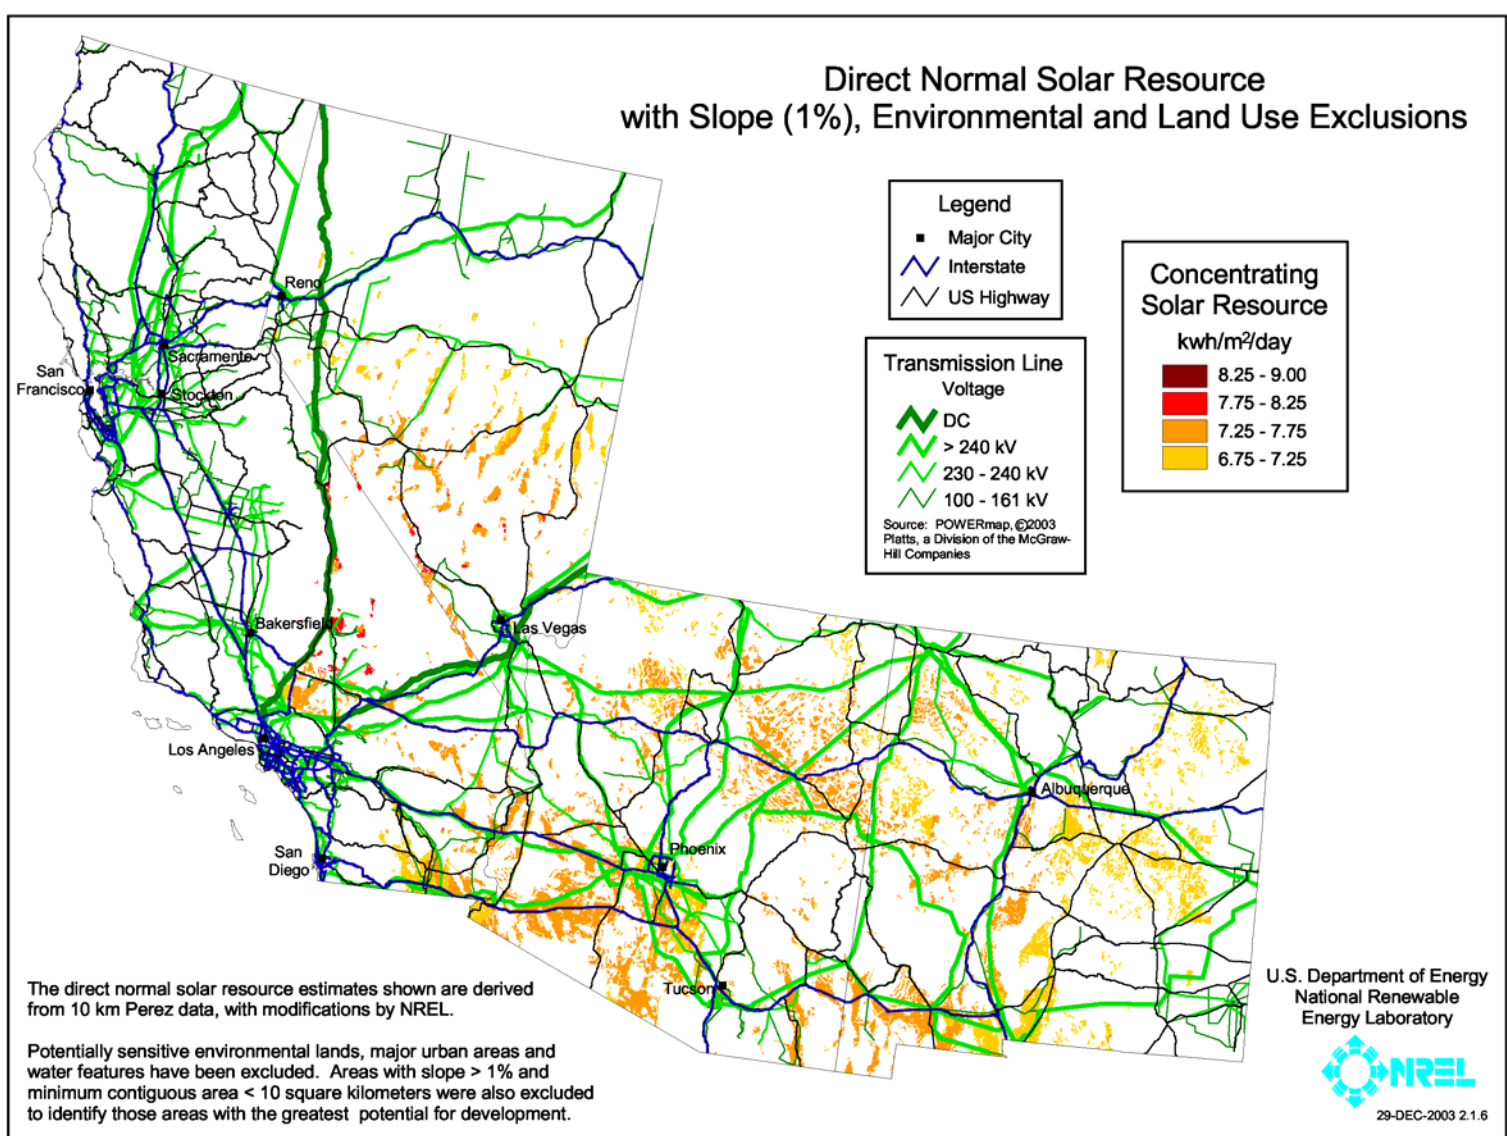 Direct Normal Solar Resource
with Slope (1%), Environmental and Land Use Exclusions
Legend
Major City
Interstate
US Highway
Transmission Line
Voltage
DC
> 240 kV
230 - 240 kV
100 - 161 kV
Source: POWERmap, ©2003
Platts, a Division of the McGraw-
Hill Companies
Concentrating
Solar Resource
kwh/m²/day
8.25 - 9.00
7.75 - 8.25
7.25 - 7.75
6.75 - 7.25
Reno
Sacramento
San
Francisco
Stockton
Bakersfield
Las Vegas
Los Angeles
Albuquerque
San
Diego
Phoenix
Tucson
The direct normal solar resource estimates shown are derived
from 10 km Perez data, with modifications by NREL.
Potentially sensitive environmental lands, major urban areas and
water features have been excluded. Areas with slope > 1% and
minimum contiguous area < 10 square kilometers were also excluded
to identify those areas with the greatest potential for development.
U.S. Department of Energy
National Renewable
Energy Laboratory
NREL
29-DEC-2003 2.1.6